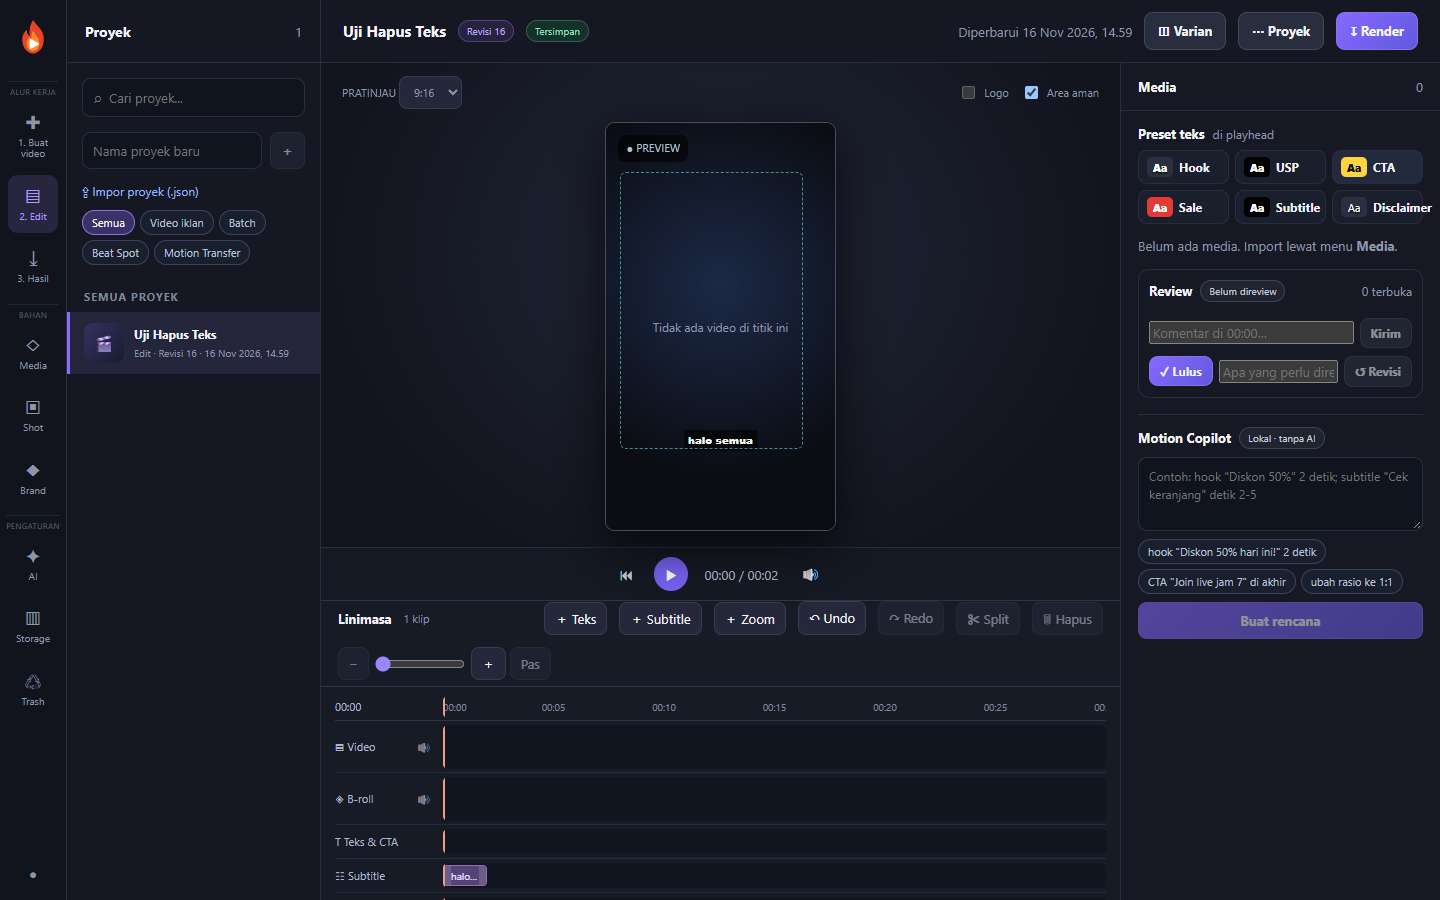 ALUR KERJA
1. Buat
video
2. Edit
3. Hasil
BAHAN
Media
Shot
Brand
PENGATURAN
AI
Storage
Trash
Proyek 1
Cari proyek...
Nama proyek baru +
Impor proyek (.json)
Semua Video iklan Batch
Beat Spot Motion Transfer
SEMUA PROYEK
Uji Hapus Teks
Edit · Revisi 16 · 16 Nov 2026, 14.59
Uji Hapus Teks Revisi 16 Tersimpan
Diperbarui 16 Nov 2026, 14.59 Varian ··· Proyek Render
PRATINJAU 9:16 Logo Area aman
● PREVIEW
Tidak ada video di titik ini
halo semua
00:00 / 00:02
Linimasa 1 klip + Teks + Subtitle + Zoom Undo Redo Split Hapus
− + Pas
00:00 00:00 00:05 00:10 00:15 00:20 00:25 00:
Video
B-roll
T Teks & CTA
Subtitle halo...
Media 0
Preset teks di playhead
Aa Hook Aa USP Aa CTA
Aa Sale Aa Subtitle Aa Disclaimer
Belum ada media. Import lewat menu Media.
Review Belum direview 0 terbuka
Komentar di 00:00... Kirim
✓ Lulus Apa yang perlu dire ↺ Revisi
Motion Copilot Lokal · tanpa AI
Contoh: hook "Diskon 50%" 2 detik; subtitle "Cek
keranjang" detik 2-5
hook "Diskon 50% hari ini!" 2 detik
CTA "Join live jam 7" di akhir ubah rasio ke 1:1
Buat rencana